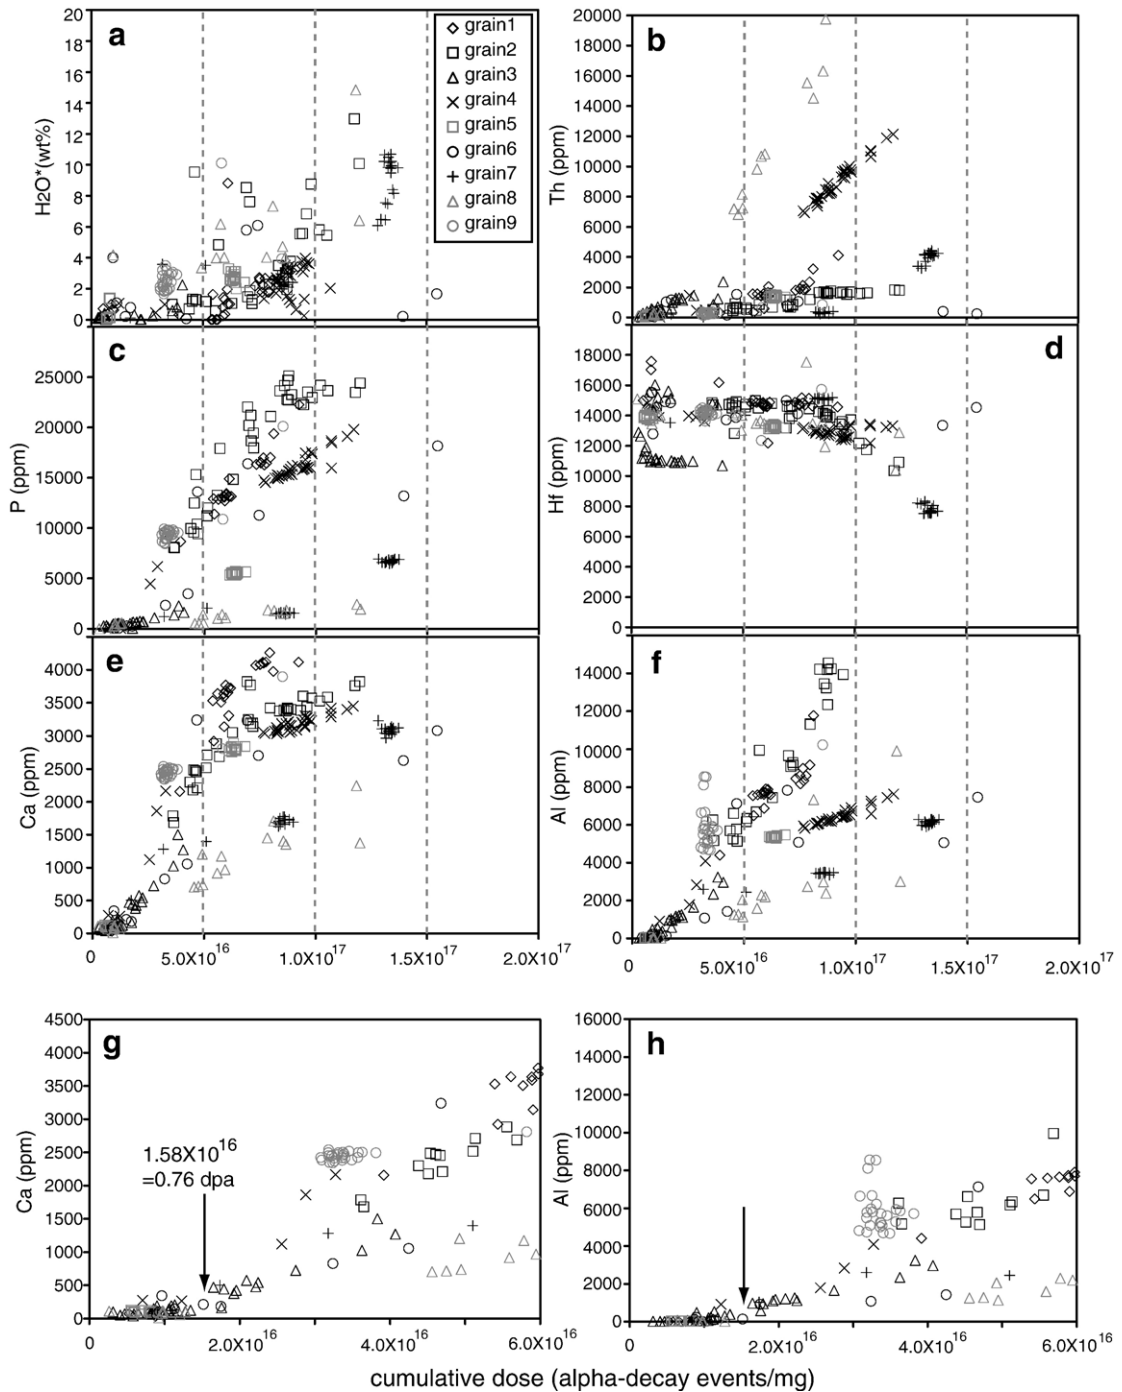 a
H2O*(wt%)
20
18
16
14
12
10
8
6
4
2
0
grain1
grain2
grain3
grain4
grain5
grain6
grain7
grain8
grain9
b
Th (ppm)
20000
18000
16000
14000
12000
10000
8000
6000
4000
2000
0
c
P (ppm)
25000
20000
15000
10000
5000
0
d
Hf (ppm)
18000
16000
14000
12000
10000
8000
6000
4000
2000
0
e
Ca (ppm)
4000
3500
3000
2500
2000
1500
1000
500
0
0
5.0X10^16
1.0X10^17
1.5X10^17
2.0X10^17
f
Al (ppm)
14000
12000
10000
8000
6000
4000
2000
0
0
5.0X10^16
1.0X10^17
1.5X10^17
2.0X10^17
g
Ca (ppm)
4500
4000
3500
3000
2500
2000
1500
1000
500
0
1.58X10^16
=0.76 dpa
0
2.0X10^16
4.0X10^16
6.0X10^16
h
Al (ppm)
16000
14000
12000
10000
8000
6000
4000
2000
0
0
2.0X10^16
4.0X10^16
6.0X10^16
cumulative dose (alpha-decay events/mg)